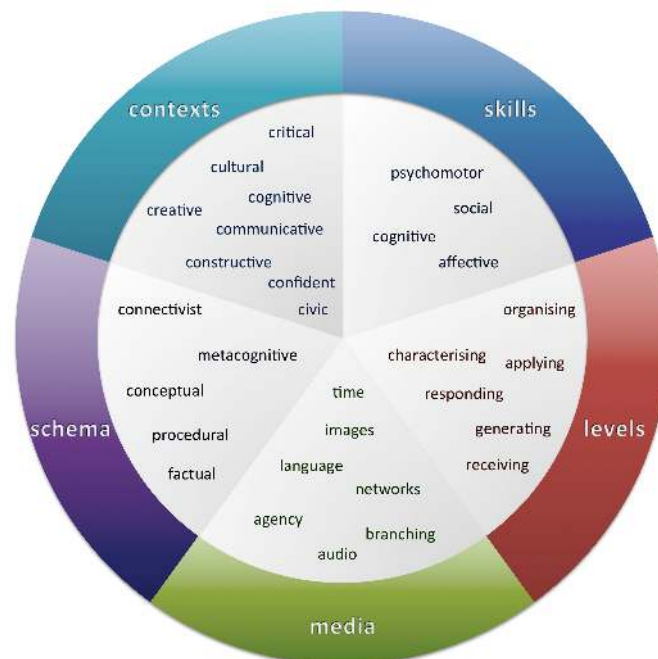 contexts
critical
cultural
cognitive
creative
communicative
constructive
confident
civic
skills
psychomotor
social
cognitive
affective
levels
organising
characterising
applying
responding
generating
receiving
media
time
images
language
networks
agency
branching
audio
schema
connectivist
metacognitive
conceptual
procedural
factual